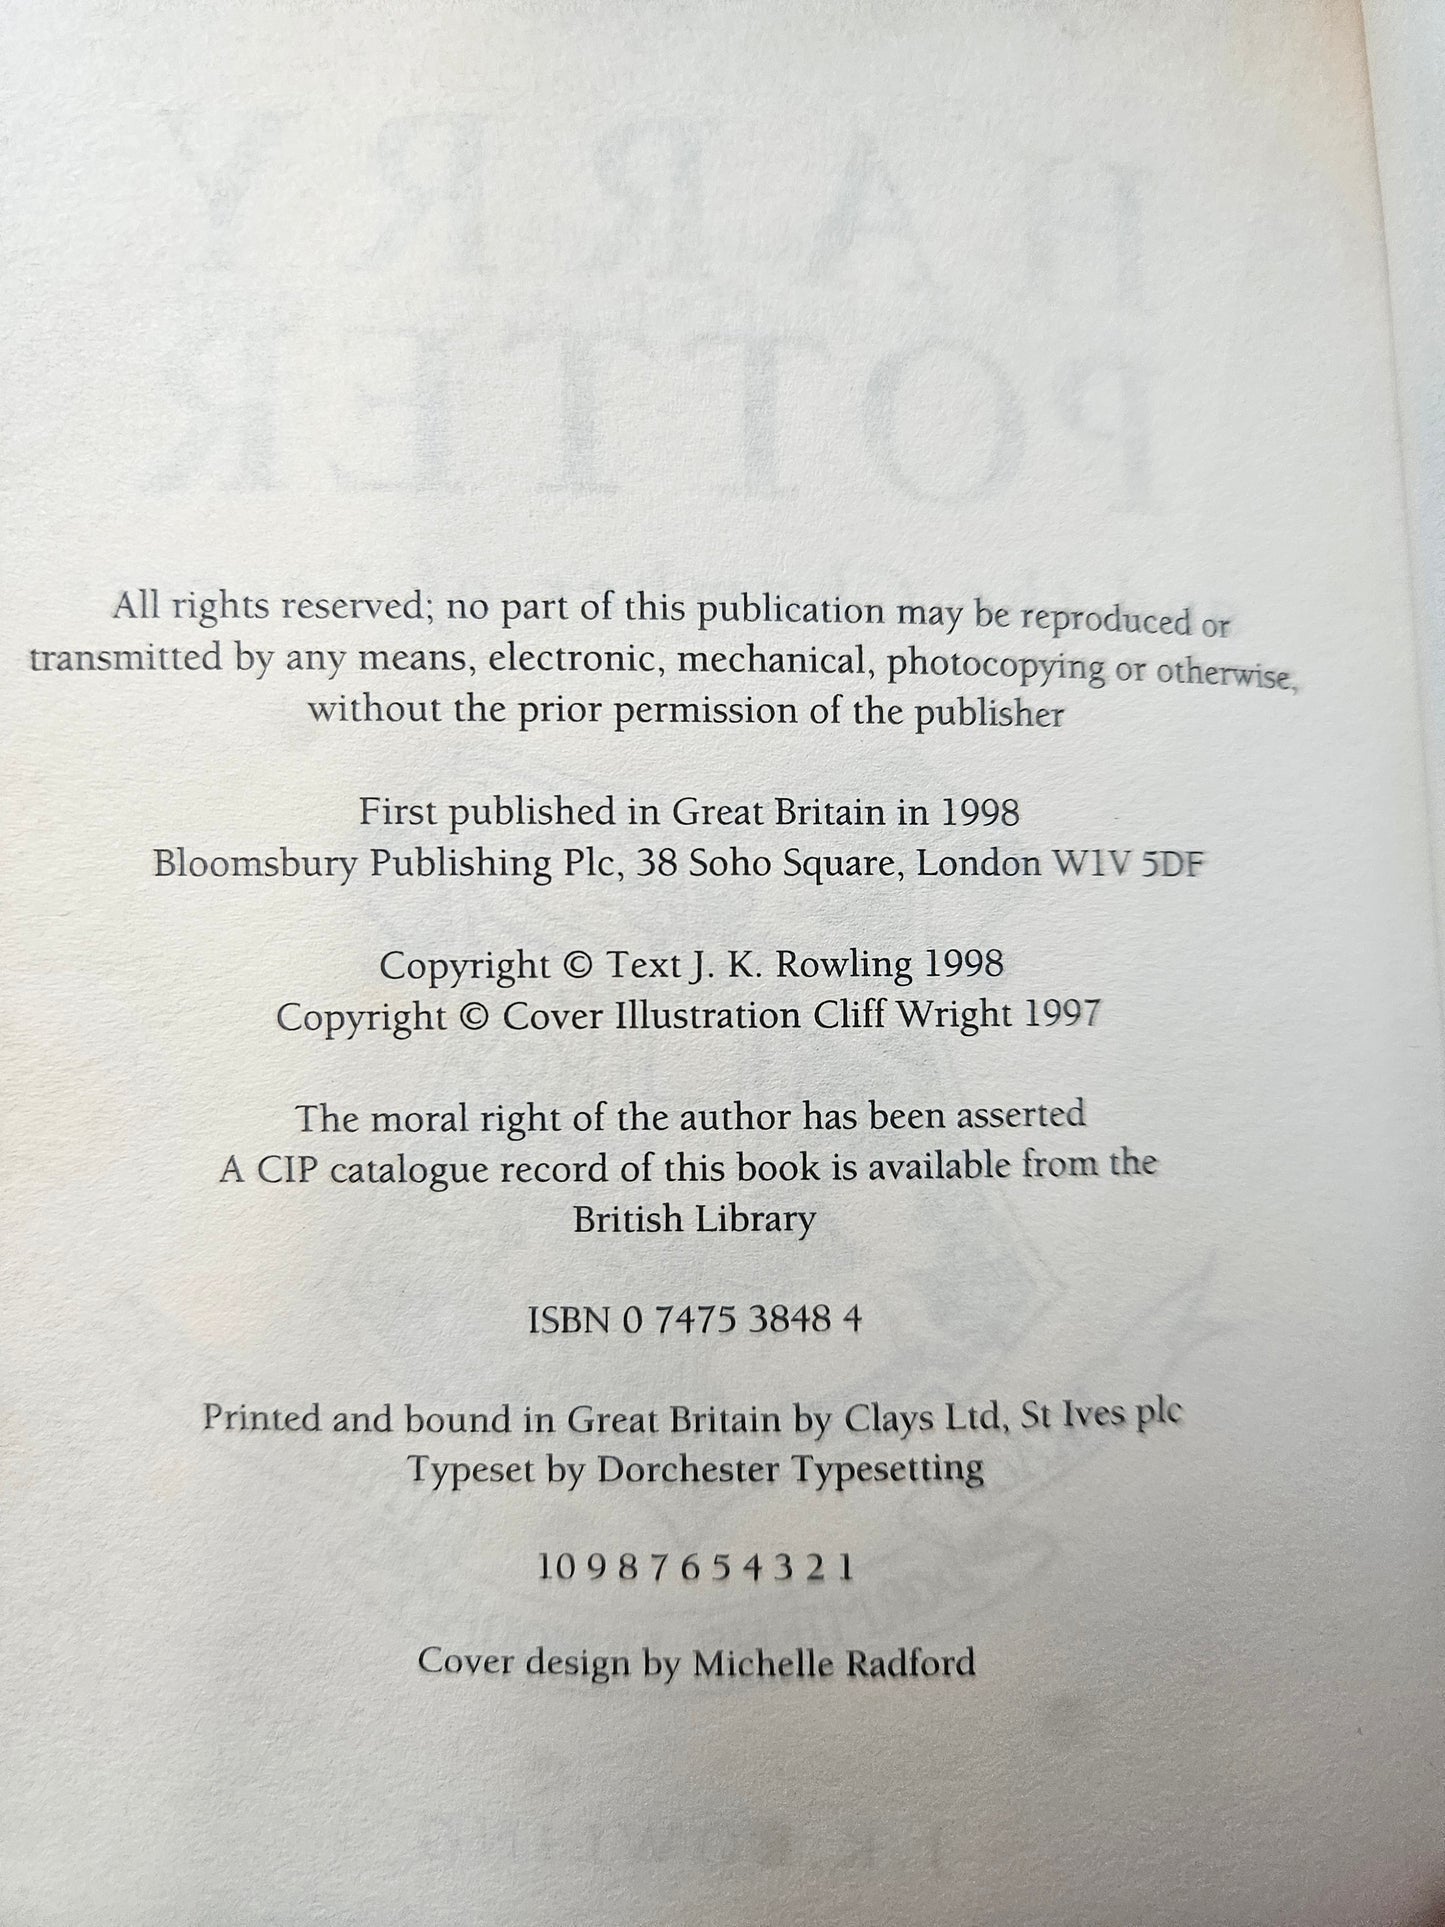 HARRY
POTTER
All rights reserved; no part of this publication may be reproduced or
transmitted by any means, electronic, mechanical, photocopying or otherwise,
without the prior permission of the publisher
First published in Great Britain in 1998
Bloomsbury Publishing Plc, 38 Soho Square, London W1V 5DF
Copyright © Text J. K. Rowling 1998
Copyright © Cover Illustration Cliff Wright 1997
The moral right of the author has been asserted
A CIP catalogue record of this book is available from the
British Library
ISBN 0 7475 3848 4
Printed and bound in Great Britain by Clays Ltd, St Ives plc
Typeset by Dorchester Typesetting
10 9 8 7 6 5 4 3 2 1
Cover design by Michelle Radford